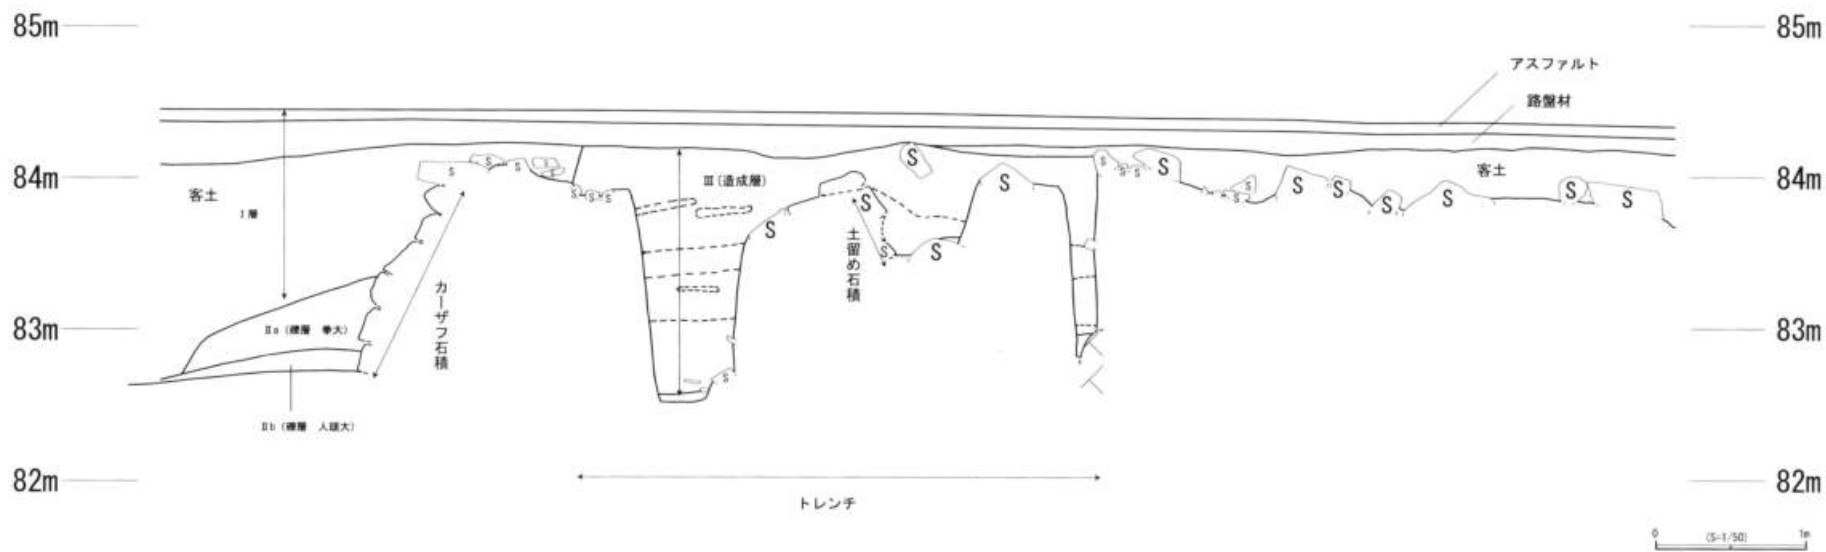 85m
85m
アスファルト
路盤材
84m
84m
客土
Ⅰ層
S
S
S
S
S
S
S
S
Ⅲ(造成層)
S
S
S
S
S
S
S
土留め石積
カーザフ石積
S
S
S
S
S
S
S
S
S
S
客土
S
S
83m
83m
Ⅱa(礫層 拳大)
S
Ⅱb(礫層 人頭大)
82m
82m
トレンチ
0
(S=1/50)
1m